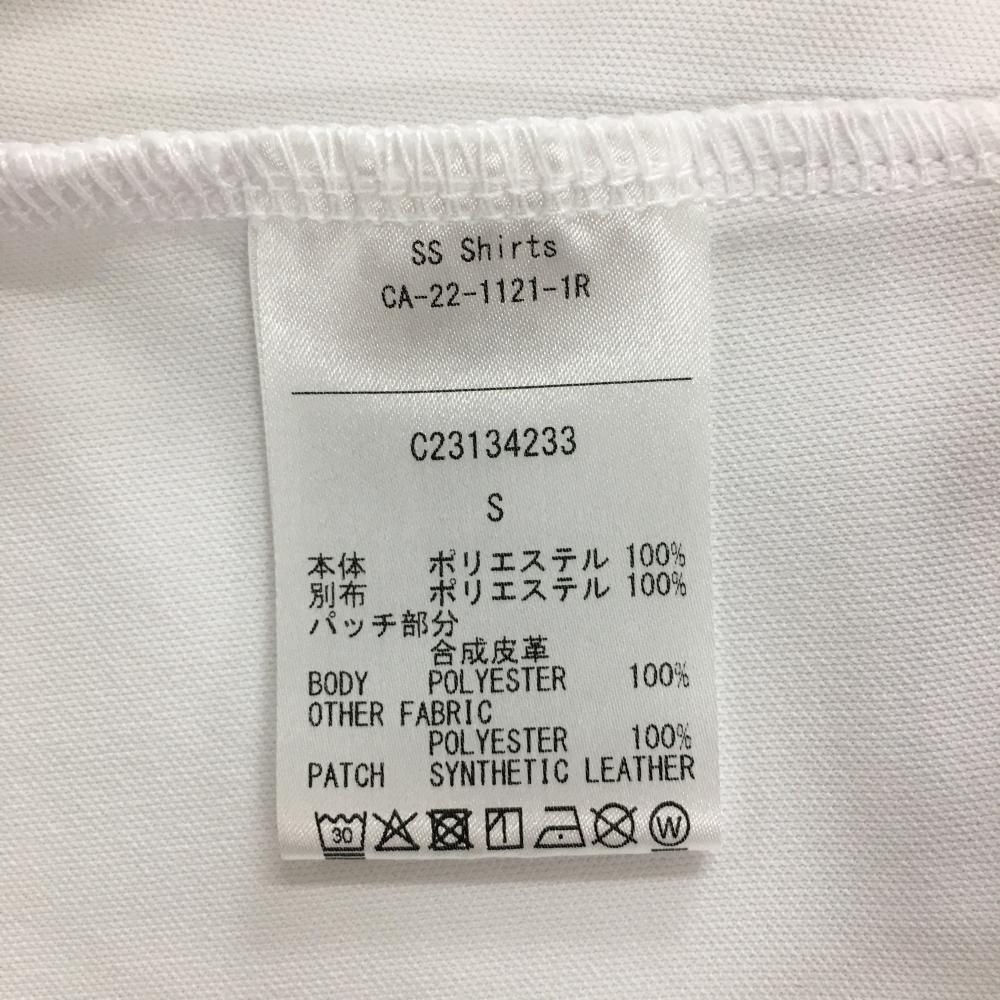 SS Shirts
CA-22-1121-1R
C23134233
S
本体 ポリエステル 100%
別布 ポリエステル 100%
パッチ部分
合成皮革
BODY POLYESTER 100%
OTHER FABRIC
POLYESTER 100%
PATCH SYNTHETIC LEATHER
30 W